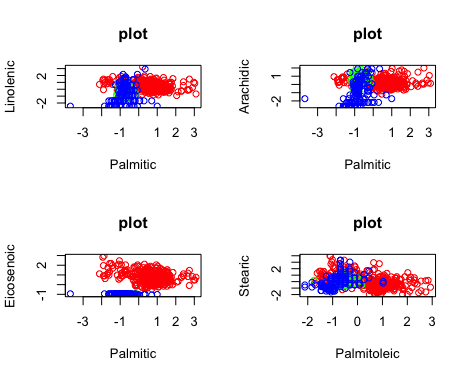 plot
plot
Linolenic
2
-2
-3 -1 1 2 3
Palmitic
Arachidic
1
-2
-3 -1 1 2 3
Palmitic
plot
plot
Eicosenoic
2
-1
-3 -1 1 2 3
Palmitic
Stearic
2
-2
-2 -1 0 1 2 3
Palmitoleic